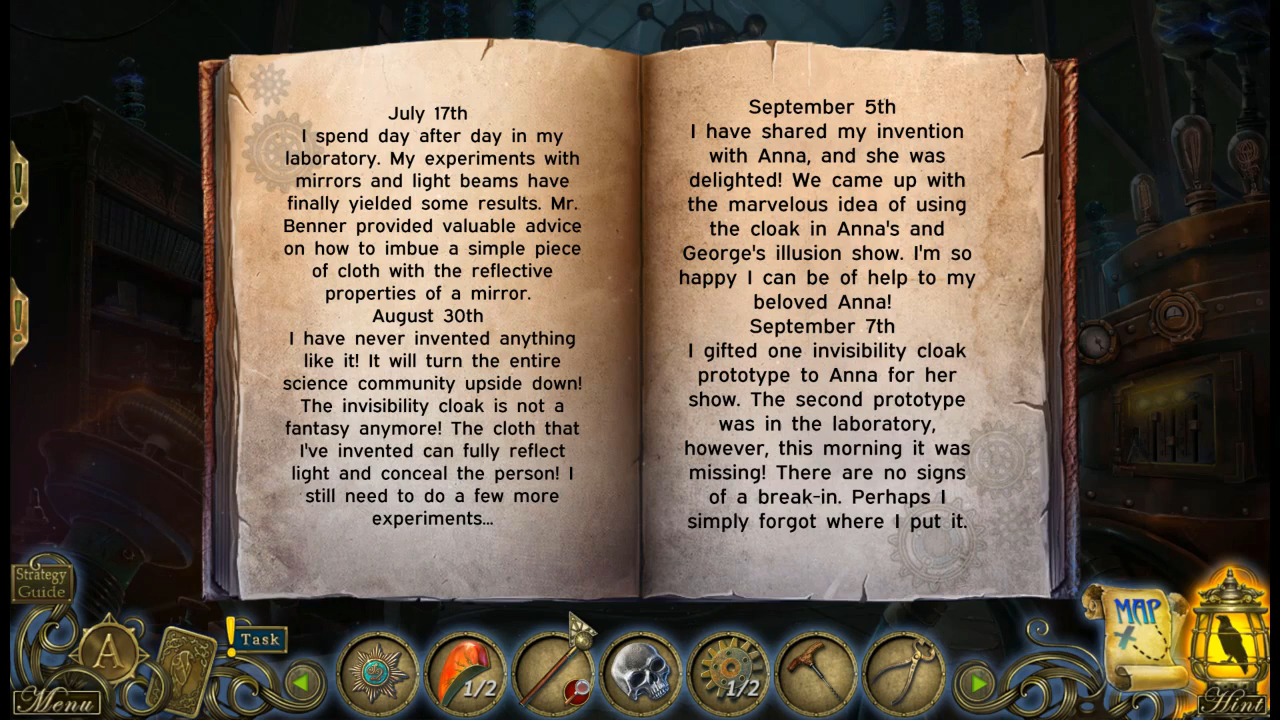 July 17th
I spend day after day in my
laboratory. My experiments with
mirrors and light beams have
finally yielded some results. Mr.
Benner provided valuable advice
on how to imbue a simple piece
of cloth with the reflective
properties of a mirror.
August 30th
I have never invented anything
like it! It will turn the entire
science community upside down!
The invisibility cloak is not a
fantasy anymore! The cloth that
I've invented can fully reflect
light and conceal the person! I
still need to do a few more
experiments...
September 5th
I have shared my invention
with Anna, and she was
delighted! We came up with
the marvelous idea of using
the cloak in Anna's and
George's illusion show. I'm so
happy I can be of help to my
beloved Anna!
September 7th
I gifted one invisibility cloak
prototype to Anna for her
show. The second prototype
was in the laboratory,
however, this morning it was
missing! There are no signs
of a break-in. Perhaps I
simply forgot where I put it.
!
!
Strategy
Guide
A
! Task
1/2
1/2
MAP
Menu
Hint